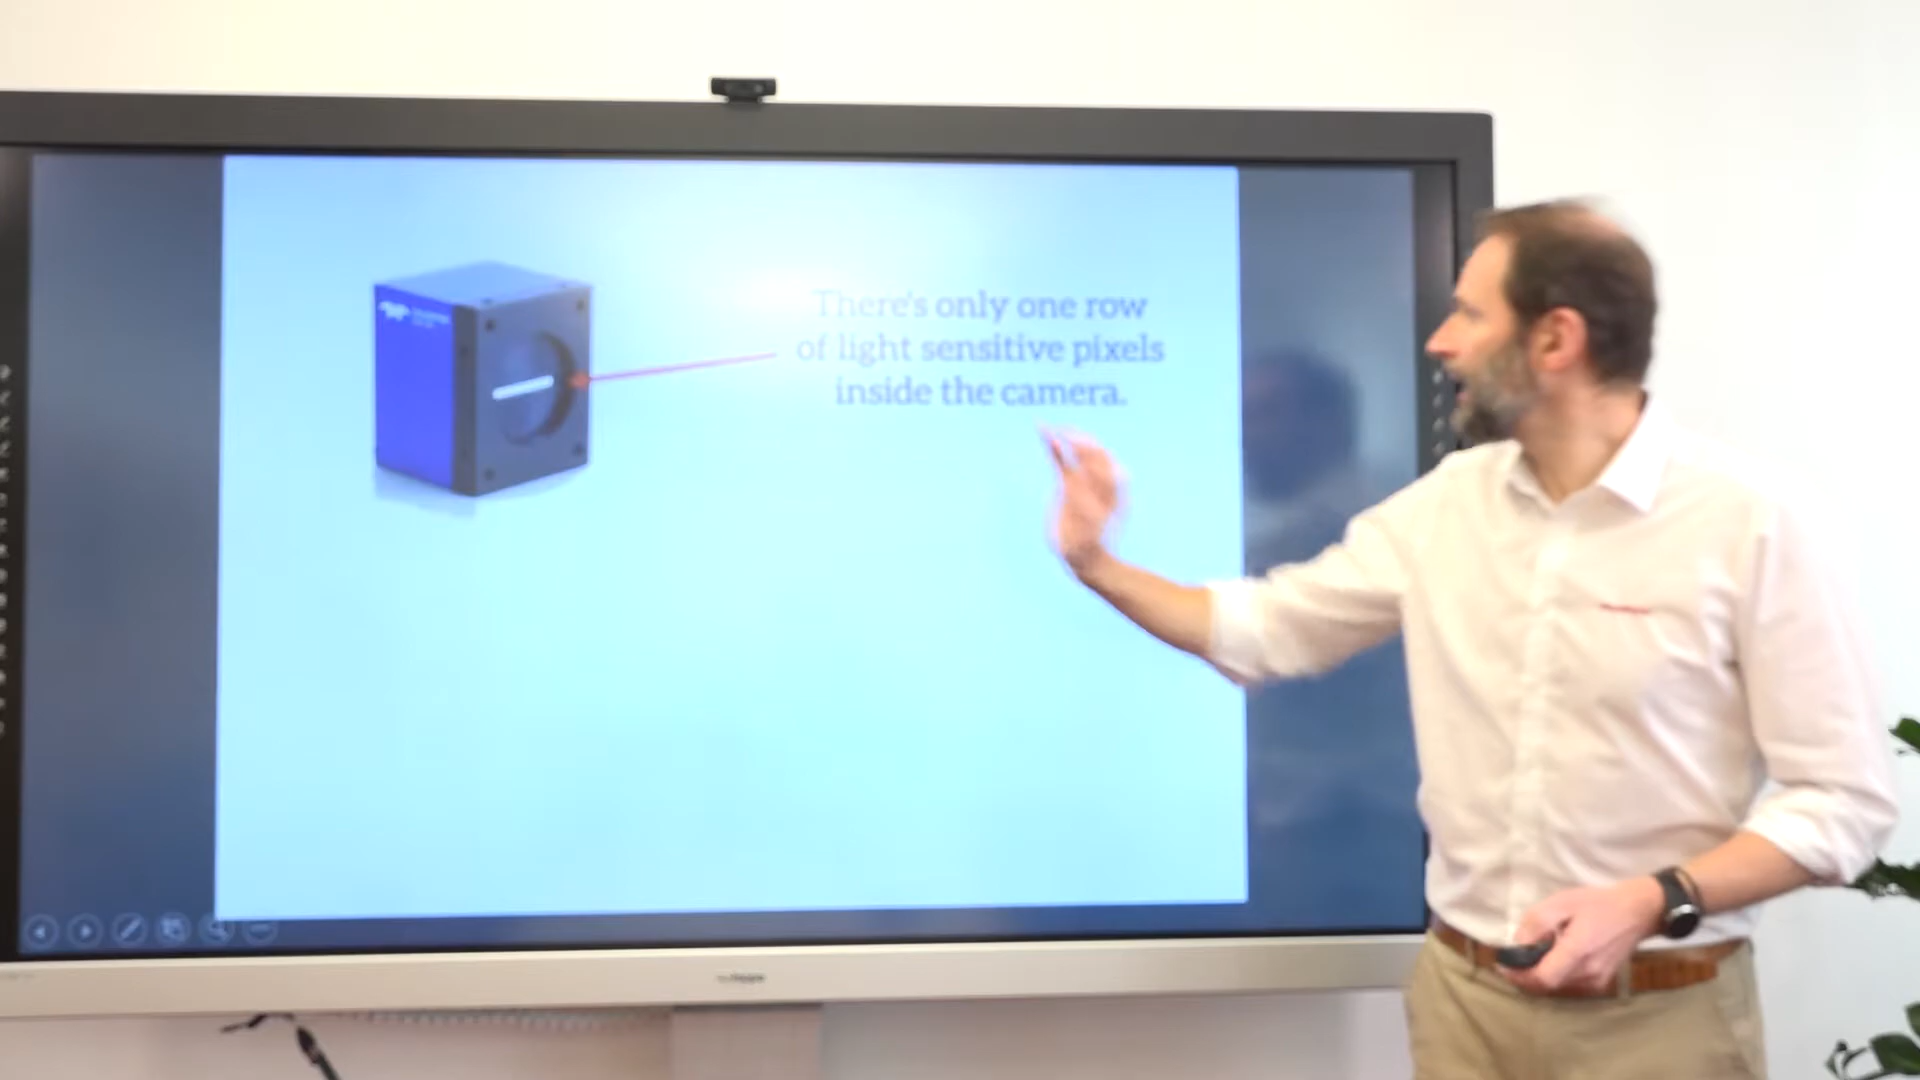 There's only one row
of light sensitive pixels
inside the camera.